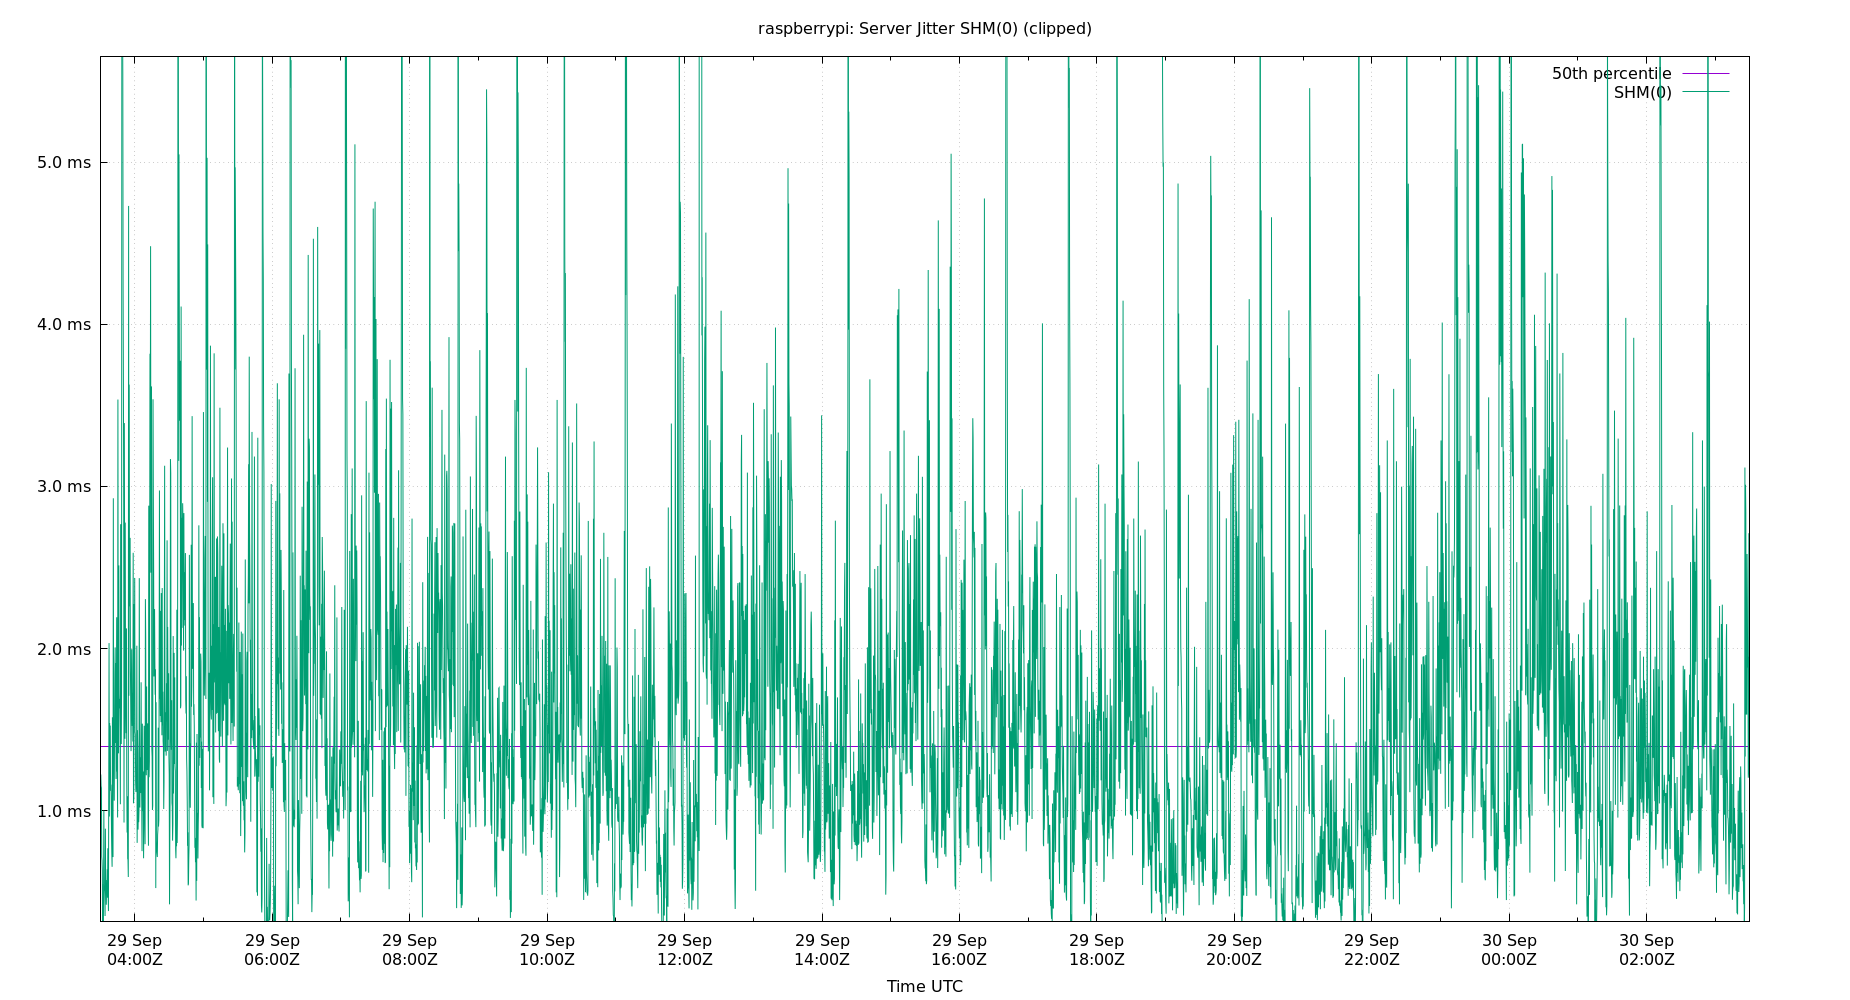 raspberrypi: Server Jitter SHM(0) (clipped)
50th percentile
SHM(0)
5.0 ms
4.0 ms
3.0 ms
2.0 ms
1.0 ms
29 Sep 29 Sep 29 Sep 29 Sep 29 Sep 29 Sep 29 Sep 29 Sep 29 Sep 29 Sep 30 Sep 30 Sep
04:00Z 06:00Z 08:00Z 10:00Z 12:00Z 14:00Z 16:00Z 18:00Z 20:00Z 22:00Z 00:00Z 02:00Z
Time UTC